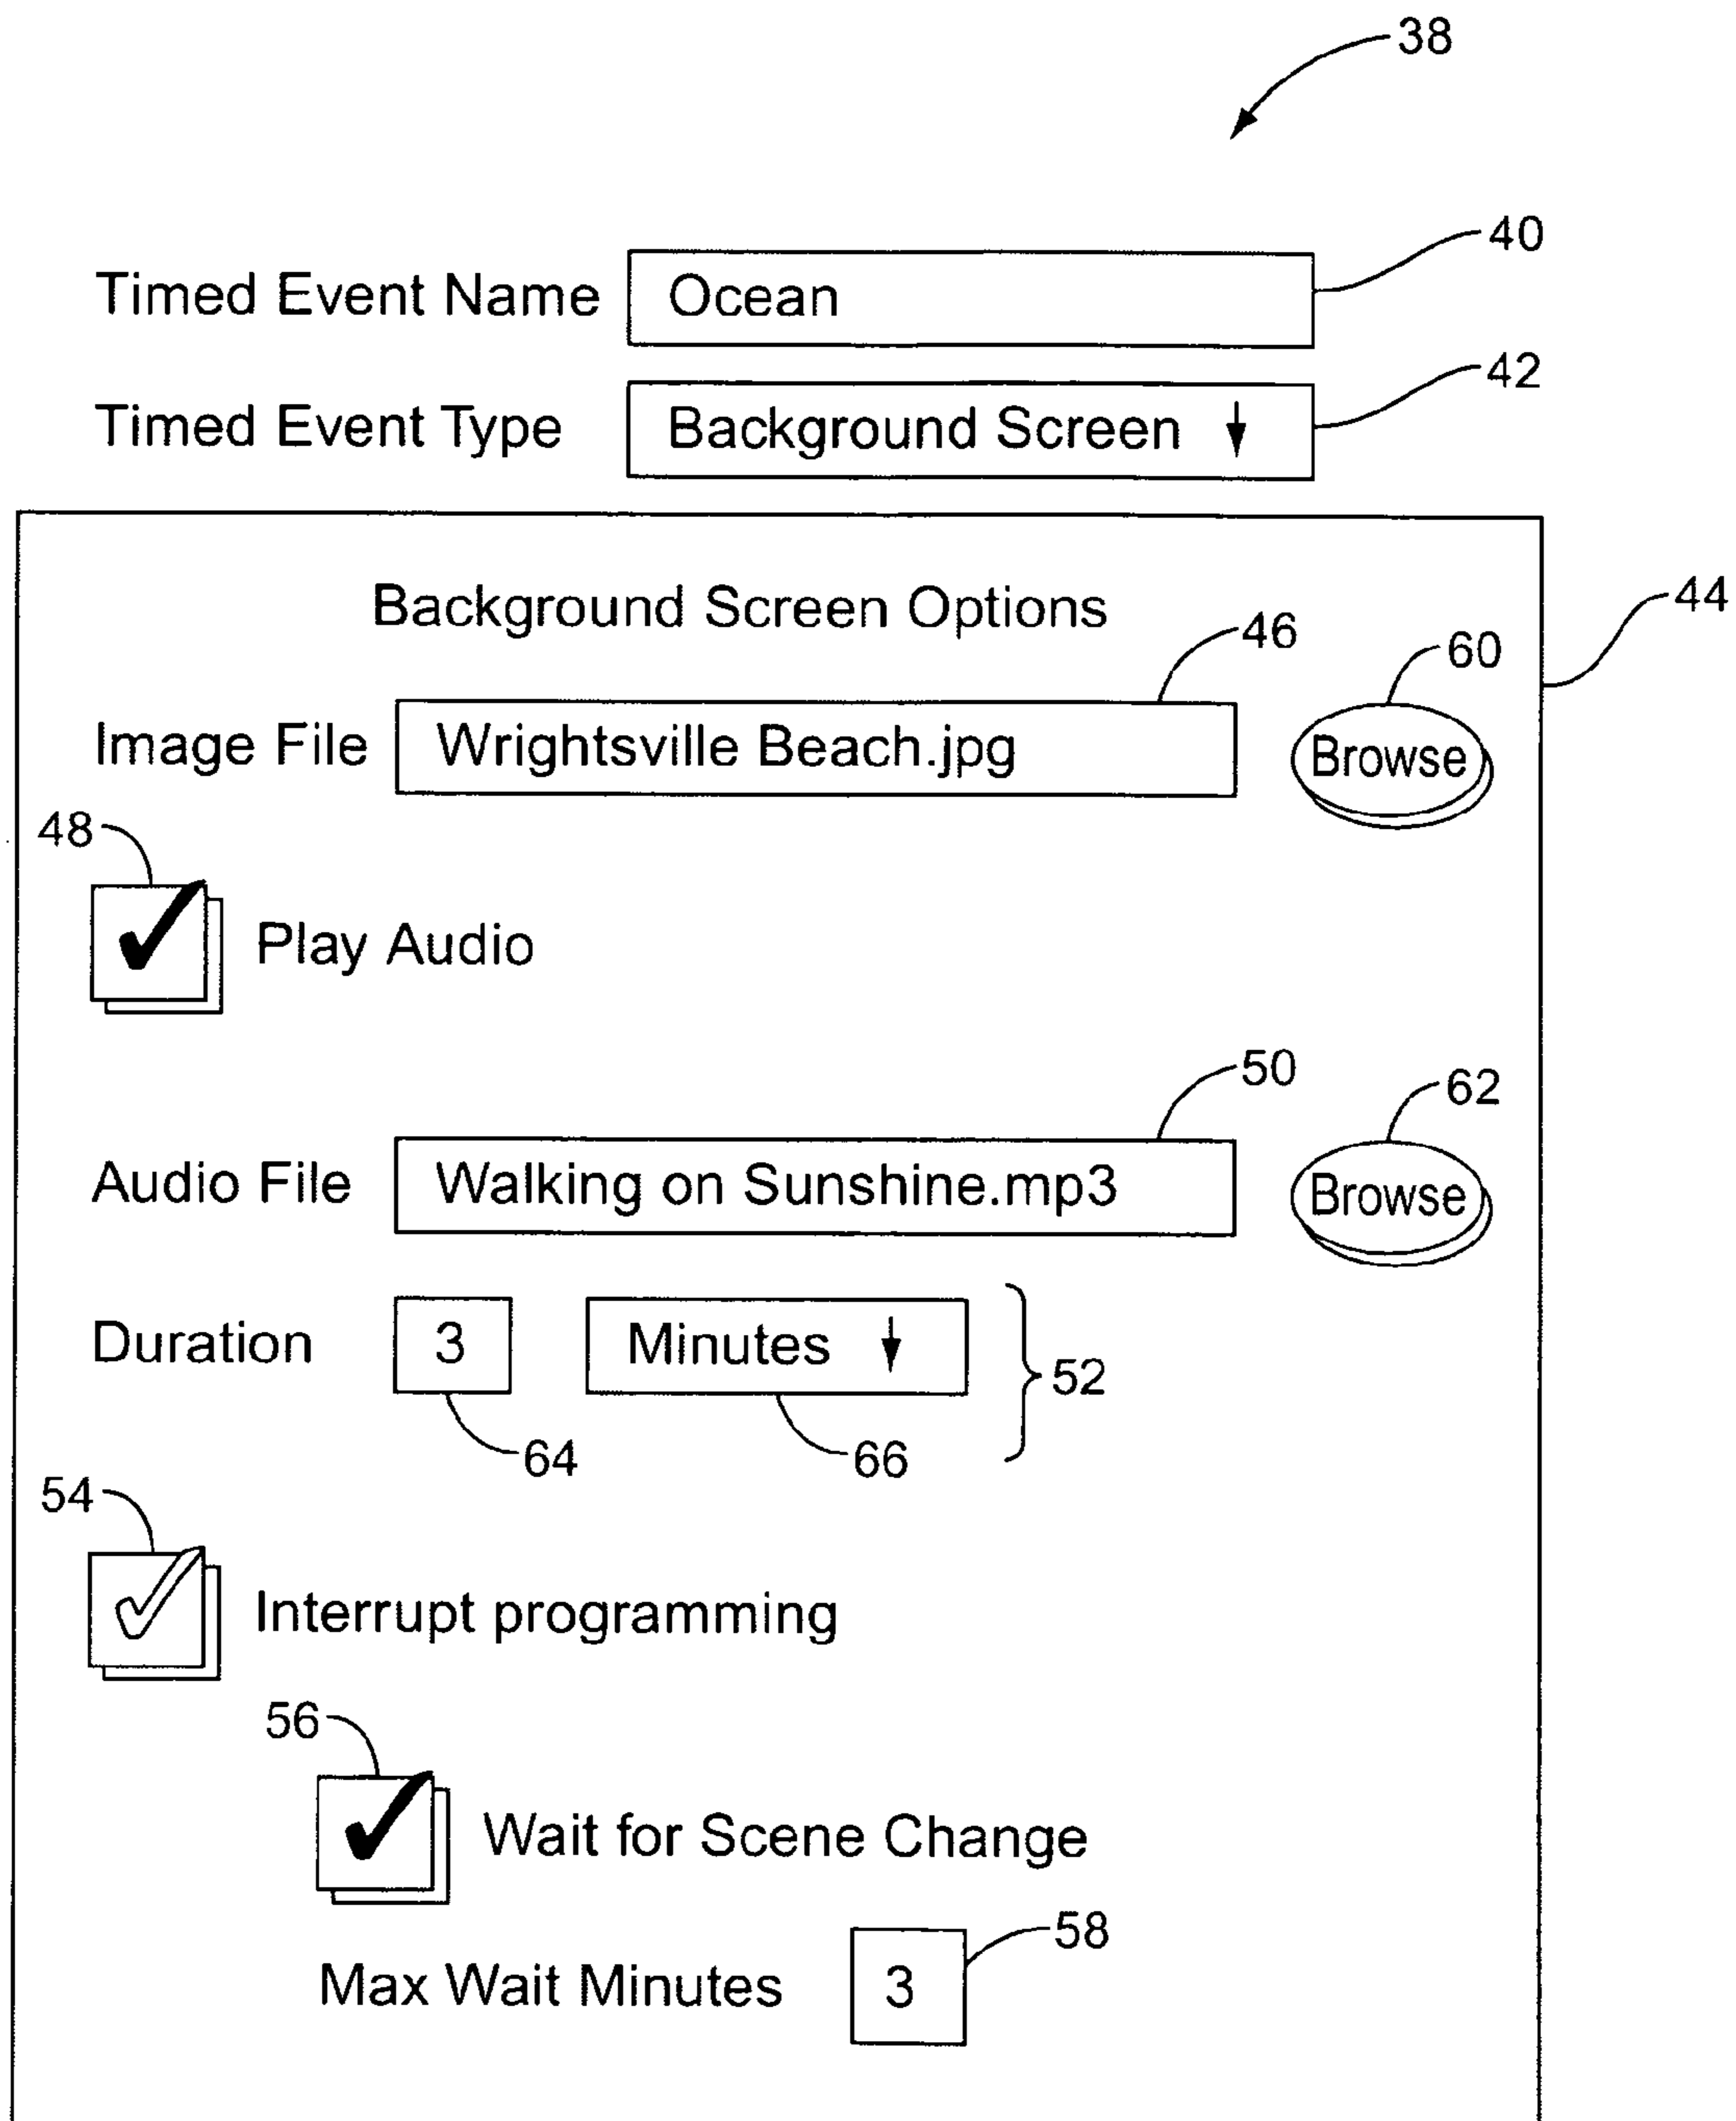 38
Timed Event Name Ocean 40
Timed Event Type Background Screen ↓ 42
44
Background Screen Options
46 60
Image File Wrightsville Beach.jpg Browse
48
Play Audio
50 62
Audio File Walking on Sunshine.mp3 Browse
Duration 3 Minutes ↓ 52
64 66
54
Interrupt programming
56
Wait for Scene Change
58
Max Wait Minutes 3